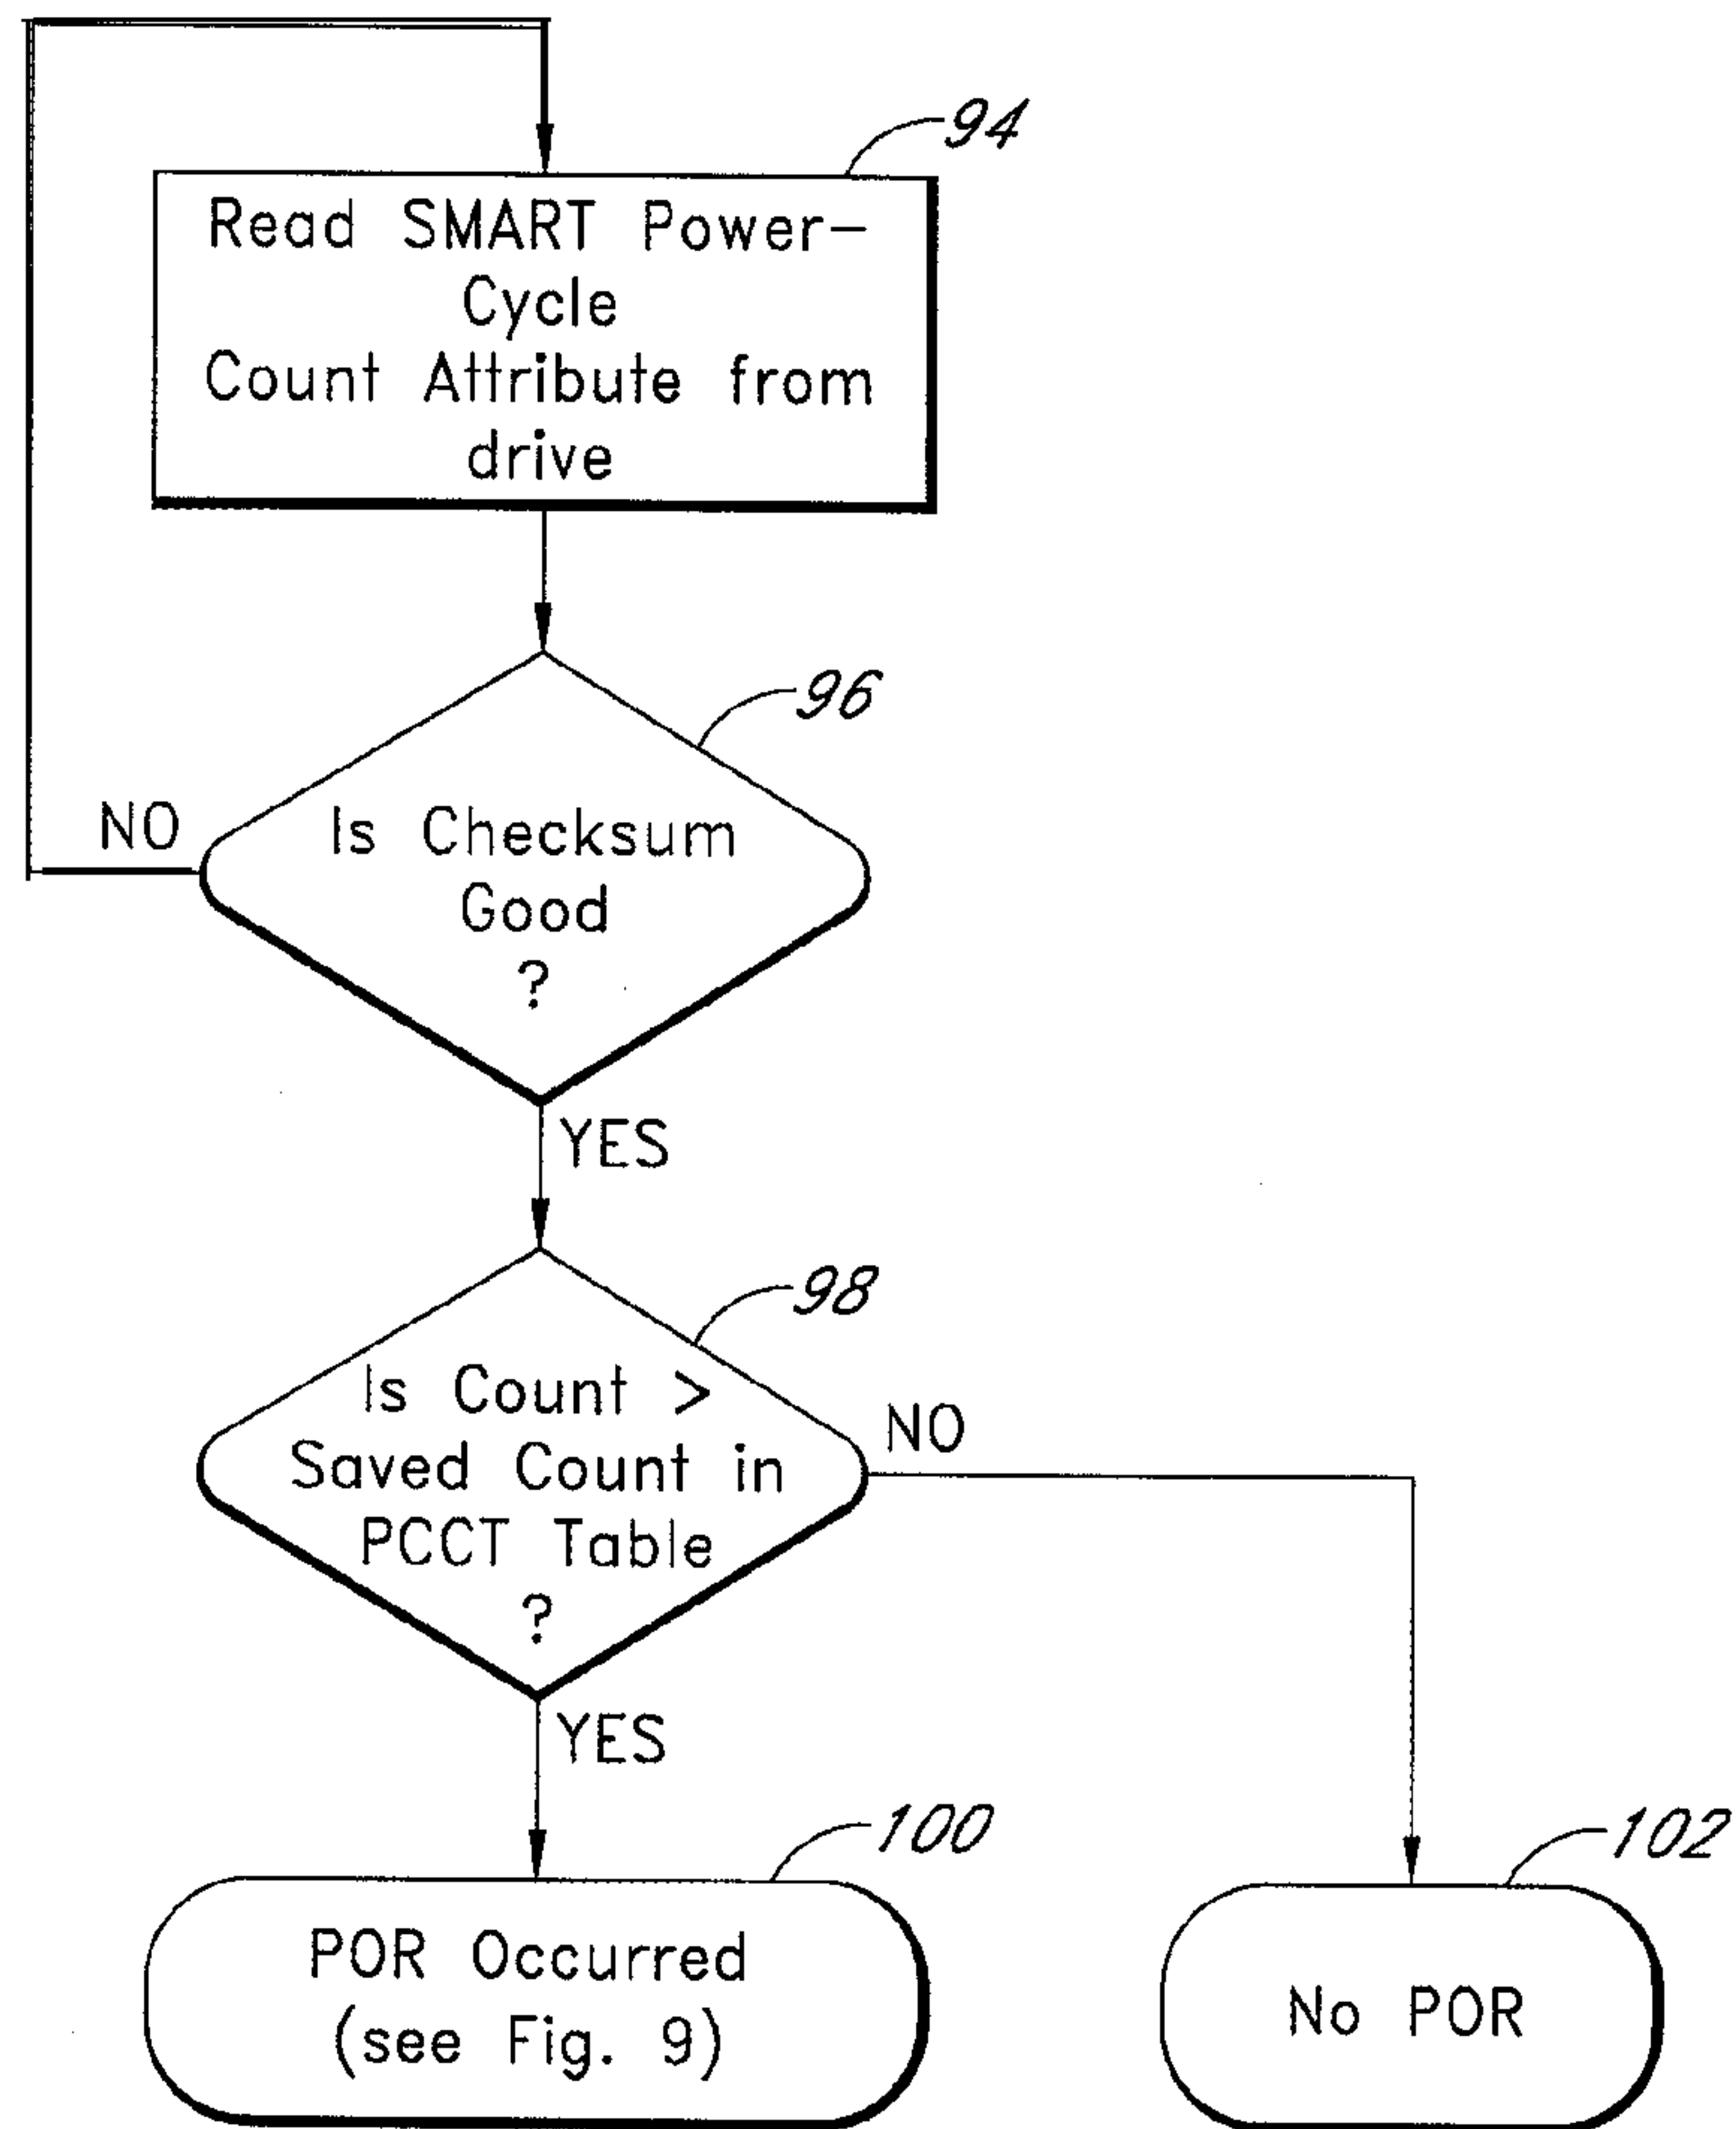 94
Read SMART Power-
Cycle
Count Attribute from
drive
96
Is Checksum
Good
?
NO
YES
98
Is Count >
Saved Count in
PCCT Table
?
NO
YES
100
POR Occurred
(see Fig. 9)
102
No POR